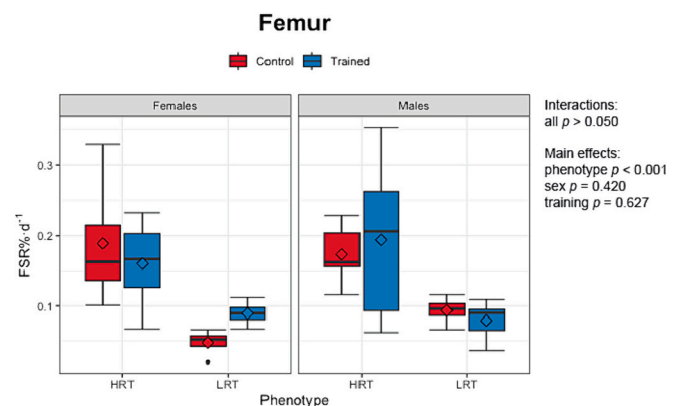 Femur
Control Trained
Females Males
Interactions:
all p > 0.050
Main effects:
phenotype p < 0.001
sex p = 0.420
training p = 0.627
FSR%·d⁻¹
0.3
0.2
0.1
HRT LRT HRT LRT
Phenotype